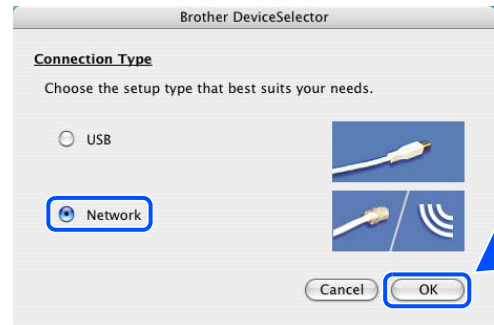 Brother DeviceSelector
Connection Type
Choose the setup type that best suits your needs.
USB
Network
Cancel
OK